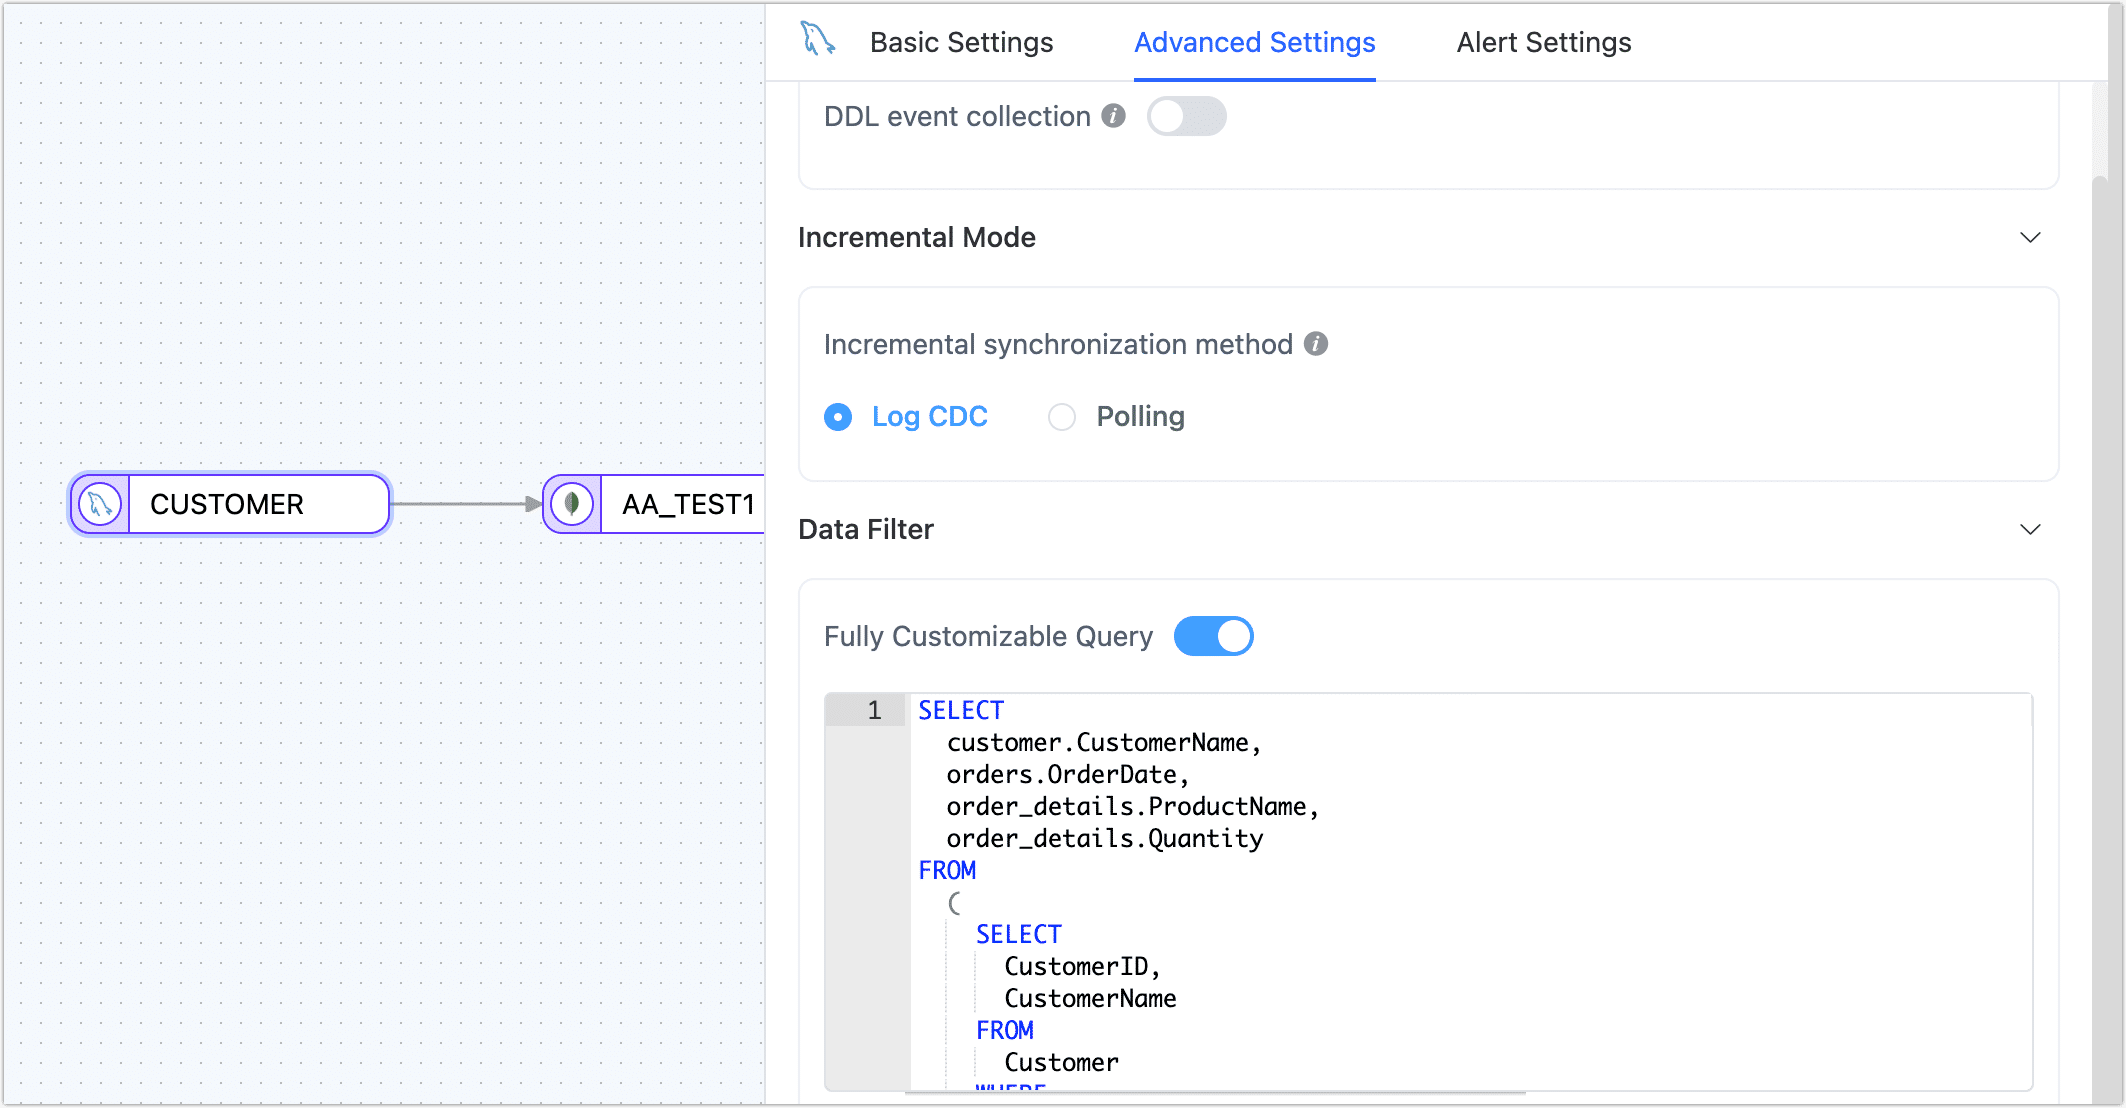 Basic Settings
Advanced Settings
Alert Settings
DDL event collection
Incremental Mode
Incremental synchronization method
Log CDC
Polling
CUSTOMER
AA_TEST1
Data Filter
Fully Customizable Query
1
SELECT
customer.CustomerName,
orders.OrderDate,
order_details.ProductName,
order_details.Quantity
FROM
(
SELECT
CustomerID,
CustomerName
FROM
Customer
WHERE